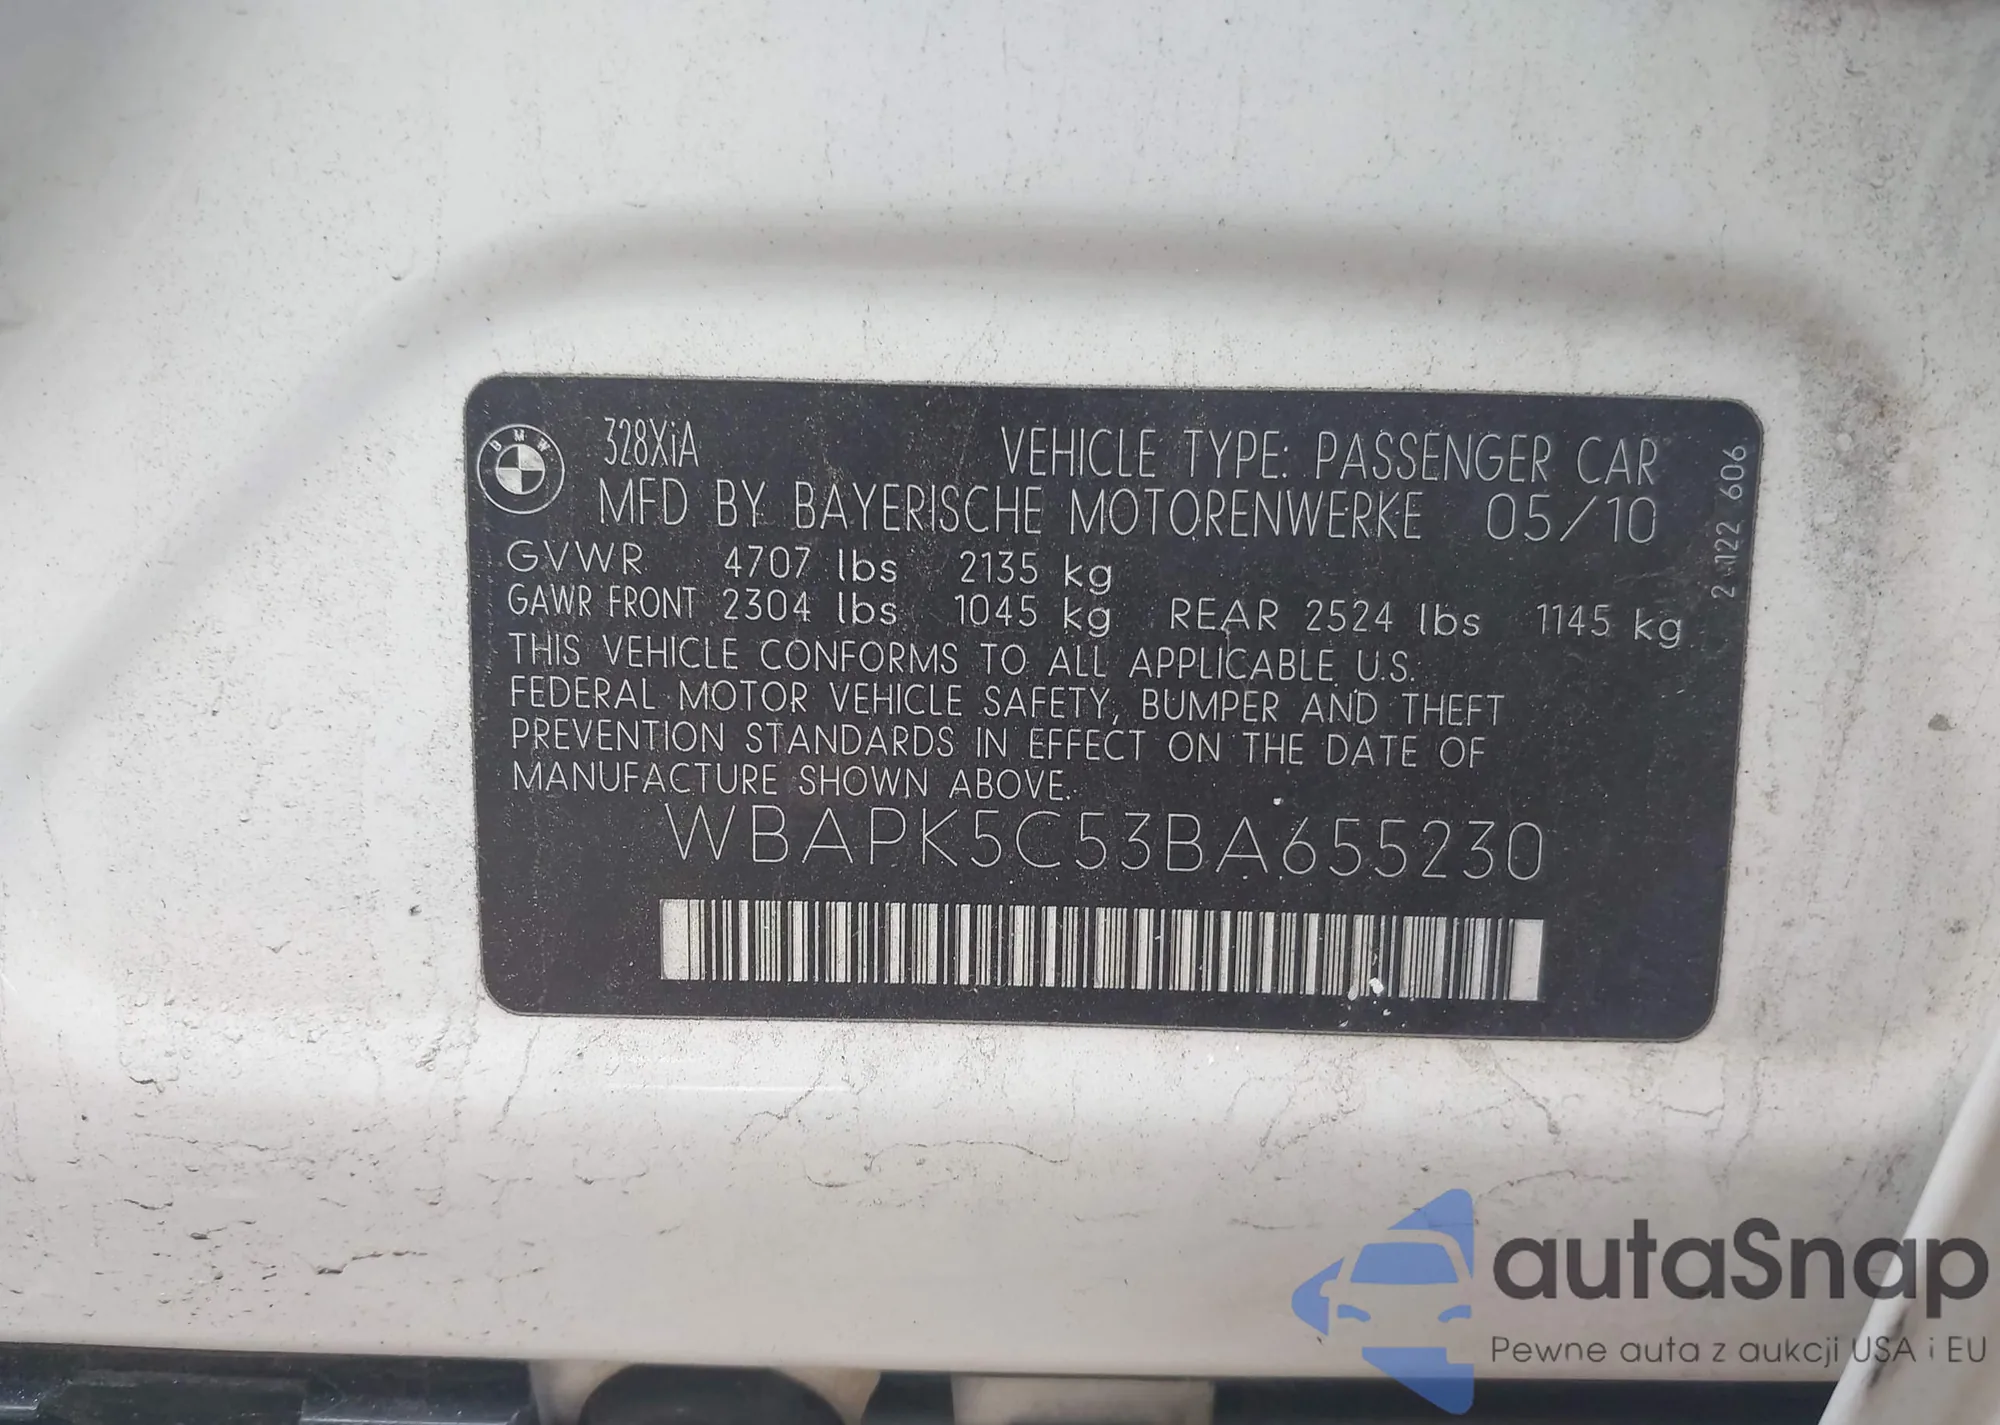 BMW
328XiA VEHICLE TYPE: PASSENGER CAR
MFD BY BAYERISCHE MOTORENWERKE 05/10
GVWR 4707 lbs 2135 kg
GAWR FRONT 2304 lbs 1045 kg REAR 2524 lbs 1145 kg
THIS VEHICLE CONFORMS TO ALL APPLICABLE U.S.
FEDERAL MOTOR VEHICLE SAFETY, BUMPER AND THEFT
PREVENTION STANDARDS IN EFFECT ON THE DATE OF
MANUFACTURE SHOWN ABOVE.
WBAPK5C53BA655230
2 122 606
autaSnap
Pewne auta z aukcji USA i EU